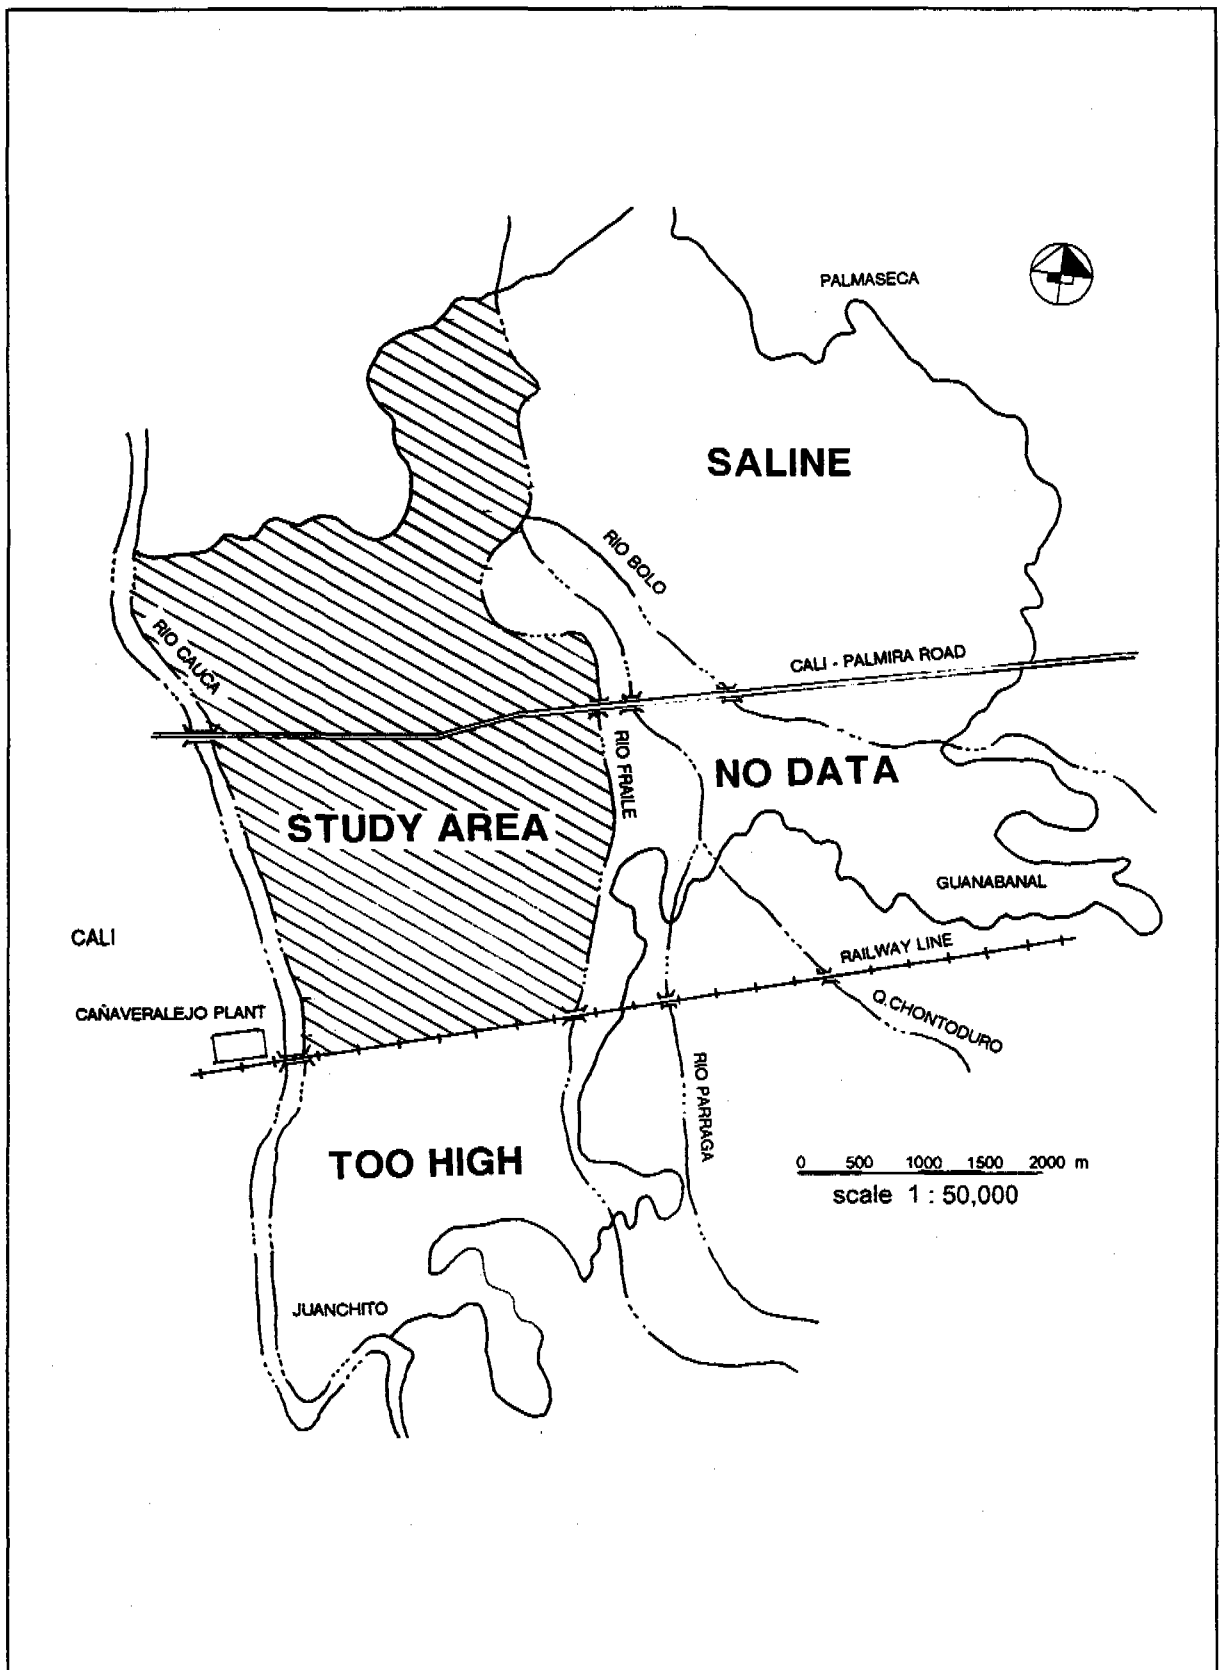 PALMASECA
SALINE
RIO BOLO
RIO CAUCA
CALI - PALMIRA ROAD
RIO FRAILE
NO DATA
STUDY AREA
GUANABANAL
CALI
RAILWAY LINE
CAÑAVERALEJO PLANT
Q.CHONTODURO
RIO PARRAGA
TOO HIGH
0 500 1000 1500 2000 m
scale 1 : 50,000
JUANCHITO